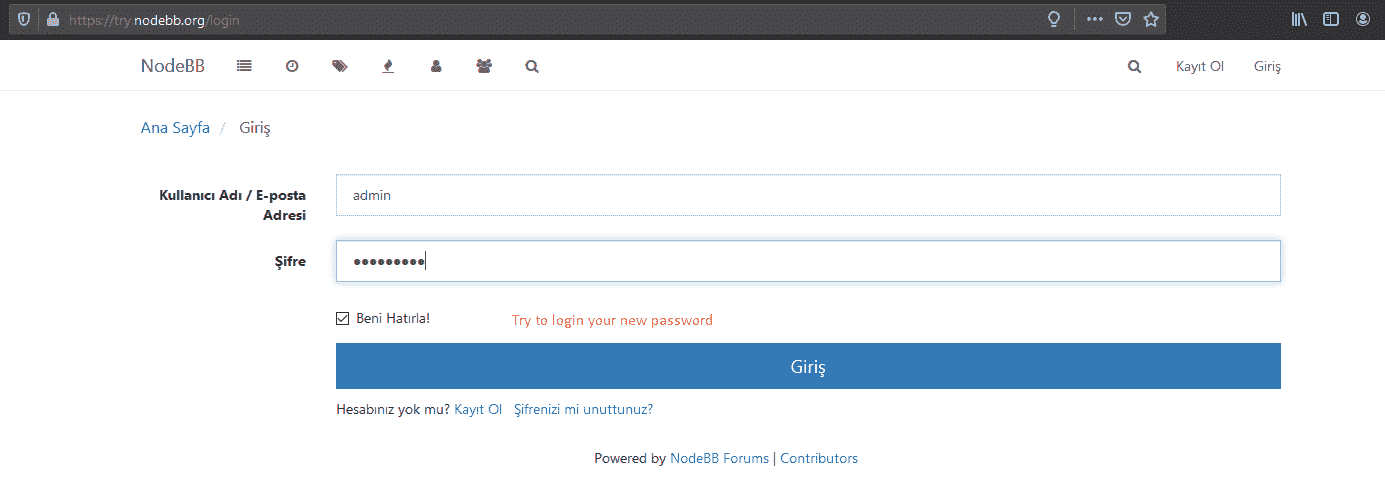 https://try.nodebb.org/login
NodeBB
Kayıt Ol
Giriş
Ana Sayfa / Giriş
Kullanıcı Adı / E-posta
Adresi
admin
Şifre
•••••••••
Beni Hatırla!
Try to login your new password
Giriş
Hesabınız yok mu? Kayıt Ol Şifrenizi mi unuttunuz?
Powered by NodeBB Forums | Contributors